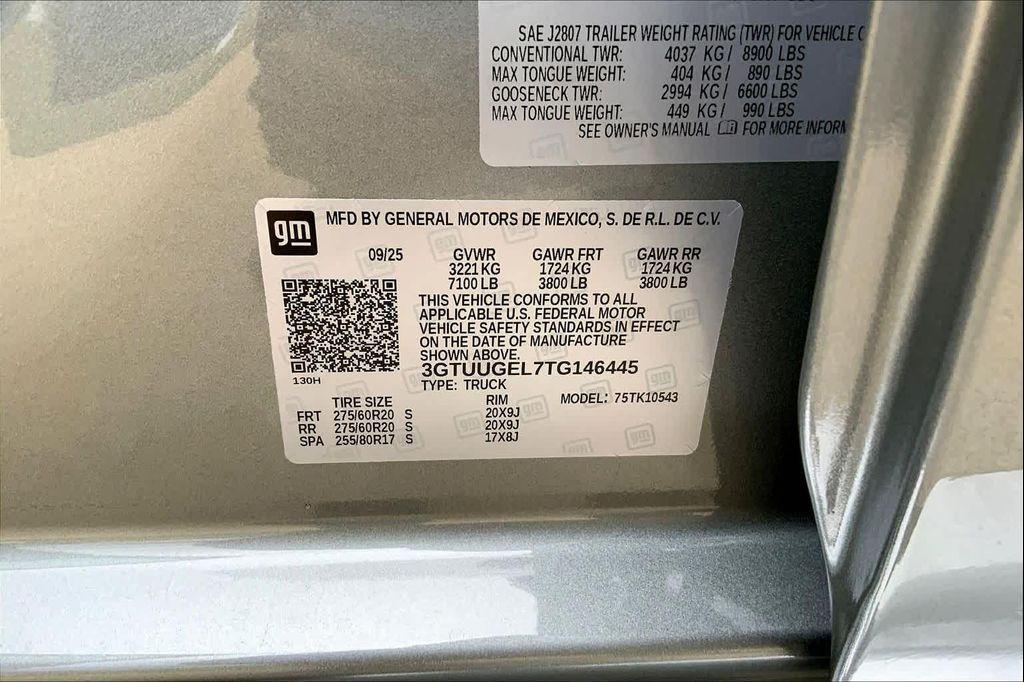 SAE J2807 TRAILER WEIGHT RATING (TWR) FOR VEHICLE
CONVENTIONAL TWR: 4037 KG / 8900 LBS
MAX TONGUE WEIGHT: 404 KG / 890 LBS
GOOSENECK TWR: 2994 KG / 6600 LBS
MAX TONGUE WEIGHT: 449 KG / 990 LBS
SEE OWNER'S MANUAL FOR MORE INFORM
gm MFD BY GENERAL MOTORS DE MEXICO, S. DE R.L. DE C.V.
09/25 GVWR GAWR FRT GAWR RR
3221 KG 1724 KG 1724 KG
7100 LB 3800 LB 3800 LB
THIS VEHICLE CONFORMS TO ALL
APPLICABLE U.S. FEDERAL MOTOR
VEHICLE SAFETY STANDARDS IN EFFECT
ON THE DATE OF MANUFACTURE
SHOWN ABOVE.
3GTUUGEL7TG146445
130H
TYPE: TRUCK
TIRE SIZE RIM MODEL: 75TK10543
FRT 275/60R20 S 20X9J
RR 275/60R20 S 20X9J
SPA 255/80R17 S 17X8J